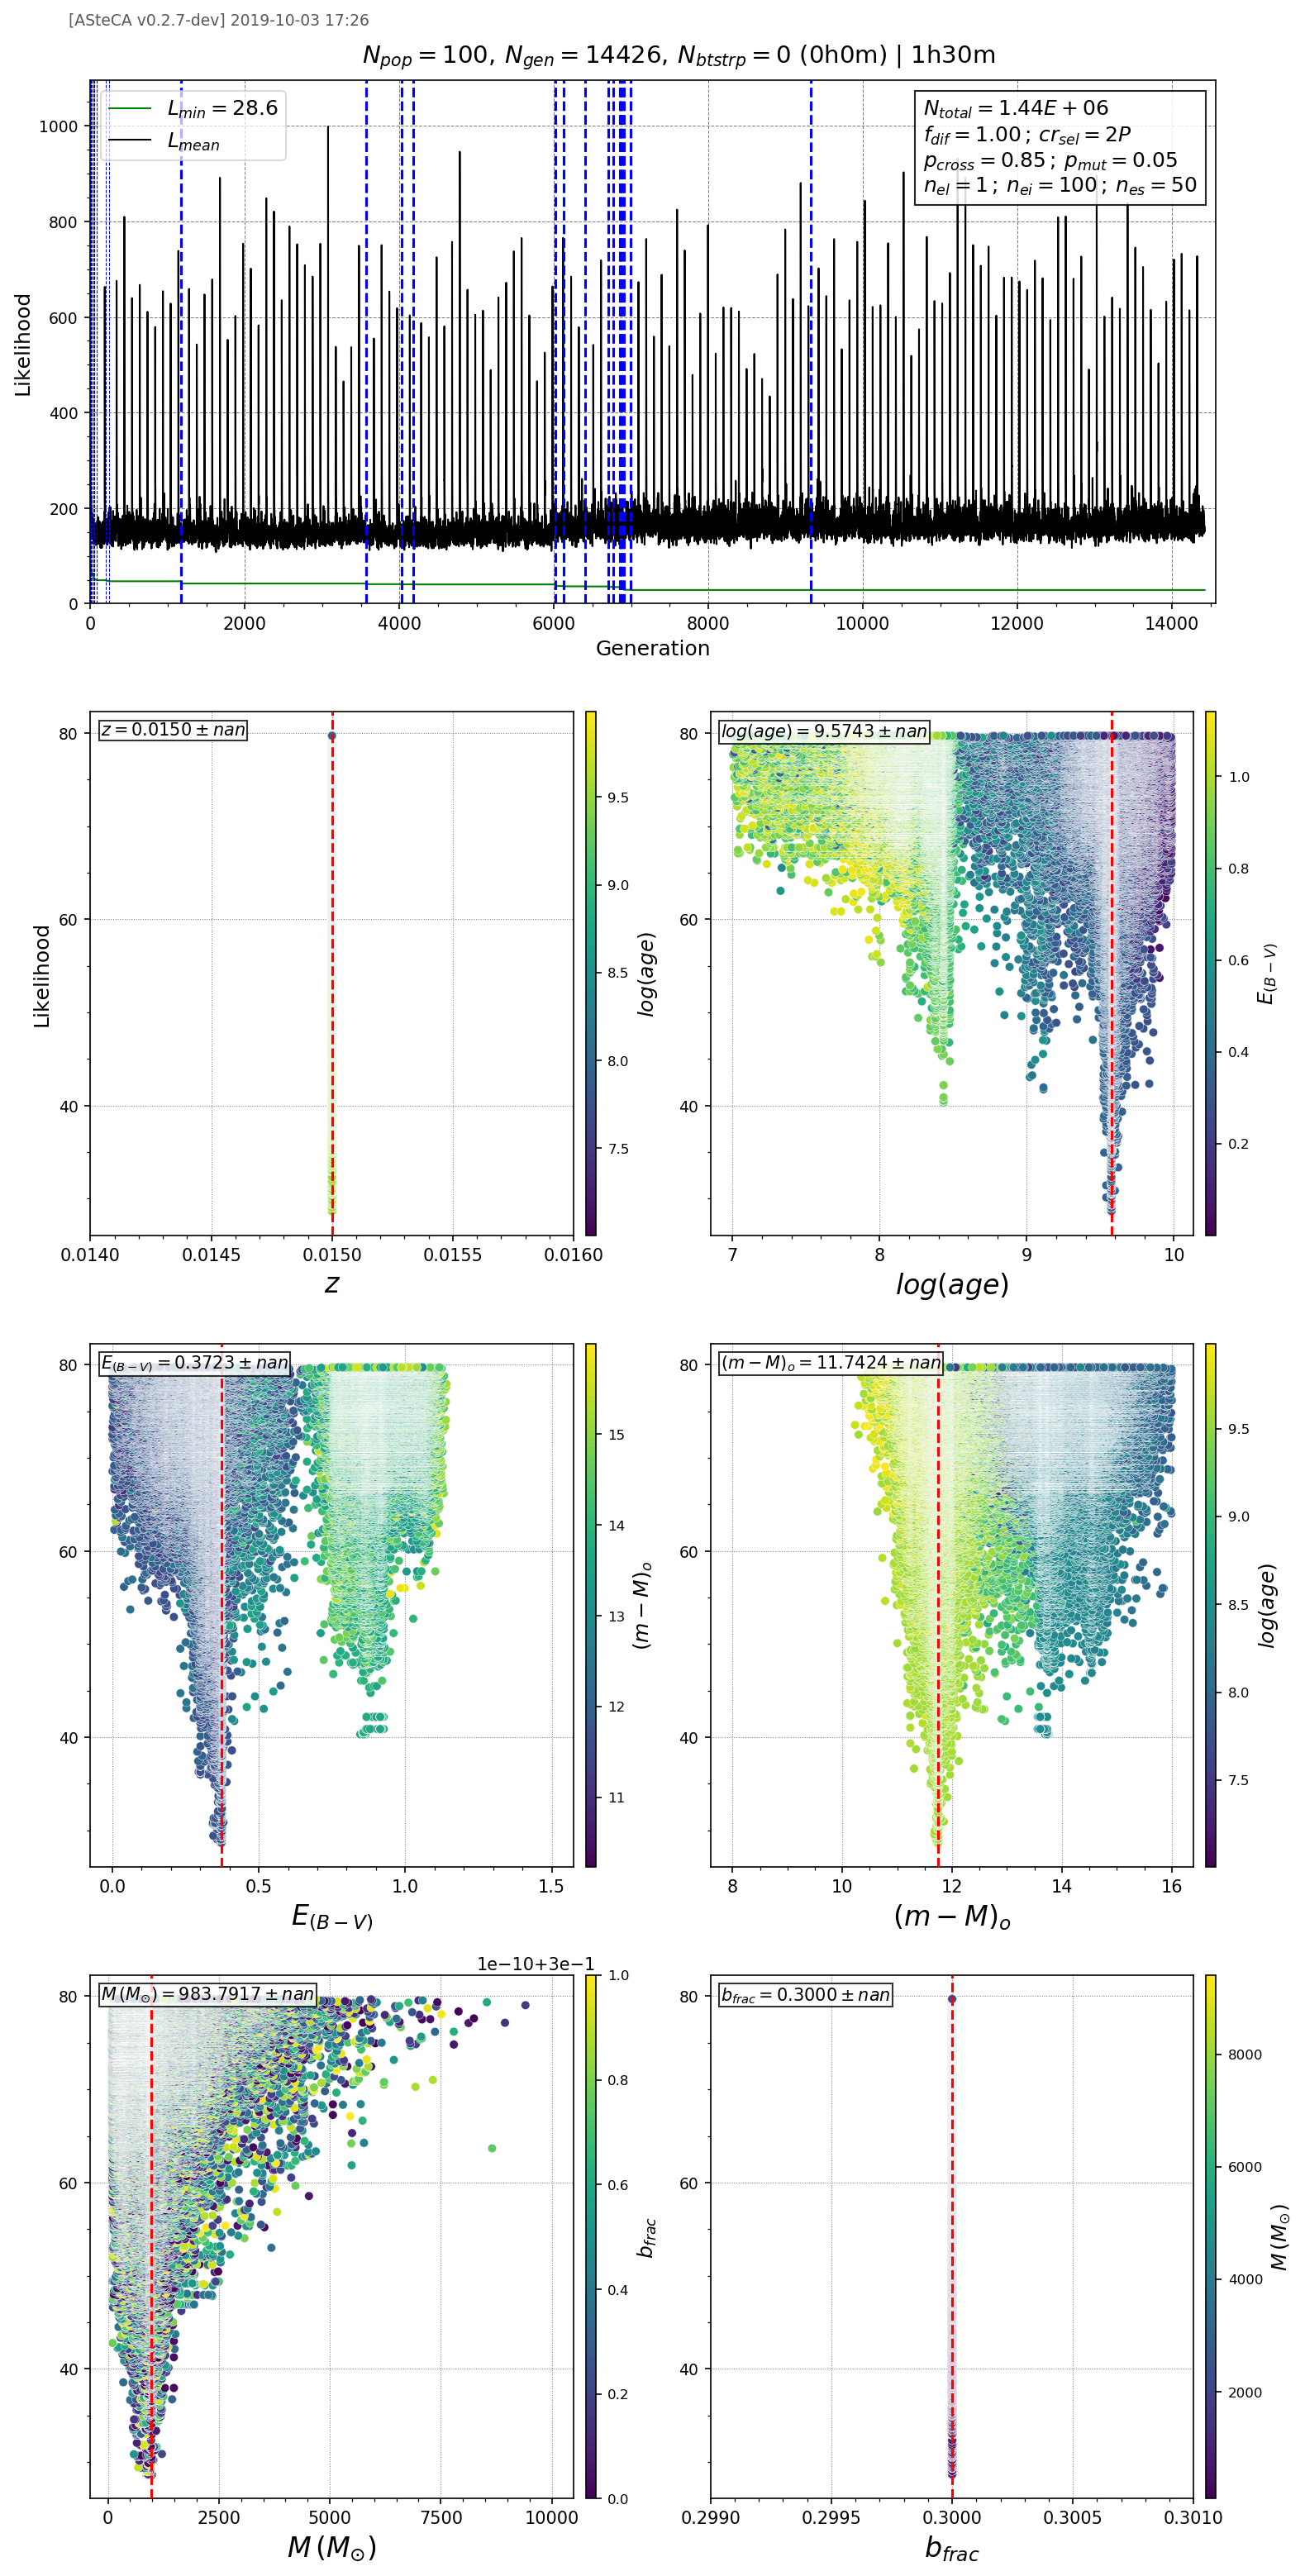 [ASteCA v0.2.7-dev] 2019-10-03 17:26
N_pop = 100, N_gen = 14426, N_btstrp = 0 (0h0m) | 1h30m
L_min = 28.6
L_mean
N_total = 1.44E + 06
f_dif = 1.00 ; cr_sel = 2P
p_cross = 0.85 ; p_mut = 0.05
n_el = 1 ; n_ei = 100 ; n_es = 50
Likelihood
1000
800
600
400
200
0
0 2000 4000 6000 8000 10000 12000 14000
Generation
z = 0.0150 ± nan
Likelihood
80
60
40
0.0140 0.0145 0.0150 0.0155 0.0160
z
9.5
9.0
8.5
8.0
7.5
log(age)
log(age) = 9.5743 ± nan
80
60
40
7 8 9 10
log(age)
1.0
0.8
0.6
0.4
0.2
E_(B−V)
E_(B−V) = 0.3723 ± nan
80
60
40
0.0 0.5 1.0 1.5
E_(B−V)
15
14
13
12
11
(m − M)_o
(m − M)_o = 11.7424 ± nan
80
60
40
8 10 12 14 16
(m − M)_o
9.5
9.0
8.5
8.0
7.5
log(age)
1e−10+3e−1
M (M_⊙) = 983.7917 ± nan
80
60
40
0 2500 5000 7500 10000
M (M_⊙)
1.0
0.8
0.6
0.4
0.2
0.0
b_frac
b_frac = 0.3000 ± nan
80
60
40
0.2990 0.2995 0.3000 0.3005 0.3010
b_frac
8000
6000
4000
2000
M (M_⊙)